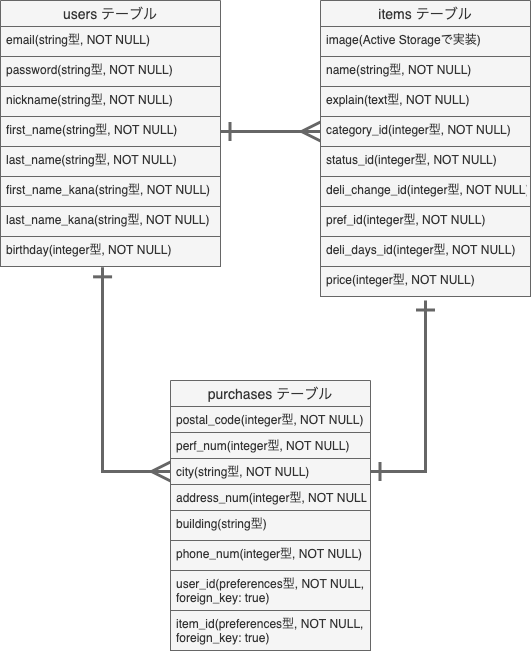 users テーブル
email(string型, NOT NULL)
password(string型, NOT NULL)
nickname(string型, NOT NULL)
first_name(string型, NOT NULL)
last_name(string型, NOT NULL)
first_name_kana(string型, NOT NULL)
last_name_kana(string型, NOT NULL)
birthday(integer型, NOT NULL)
items テーブル
image(Active Storageで実装)
name(string型, NOT NULL)
explain(text型, NOT NULL)
category_id(integer型, NOT NULL)
status_id(integer型, NOT NULL)
deli_change_id(integer型, NOT NULL
pref_id(integer型, NOT NULL)
deli_days_id(integer型, NOT NULL)
price(integer型, NOT NULL)
purchases テーブル
postal_code(integer型, NOT NULL)
perf_num(integer型, NOT NULL)
city(string型, NOT NULL)
address_num(integer型, NOT NULL
building(string型)
phone_num(integer型, NOT NULL)
user_id(preferences型, NOT NULL,
foreign_key: true)
item_id(preferences型, NOT NULL,
foreign_key: true)